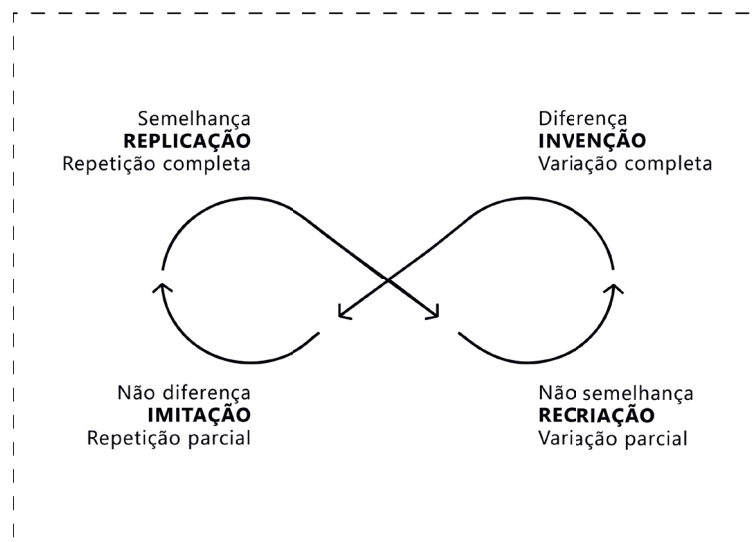 Semelhança
REPLICAÇÃO
Repetição completa
Diferença
INVENÇÃO
Variação completa
Não diferença
IMITAÇÃO
Repetição parcial
Não semelhança
RECRIAÇÃO
Variação parcial